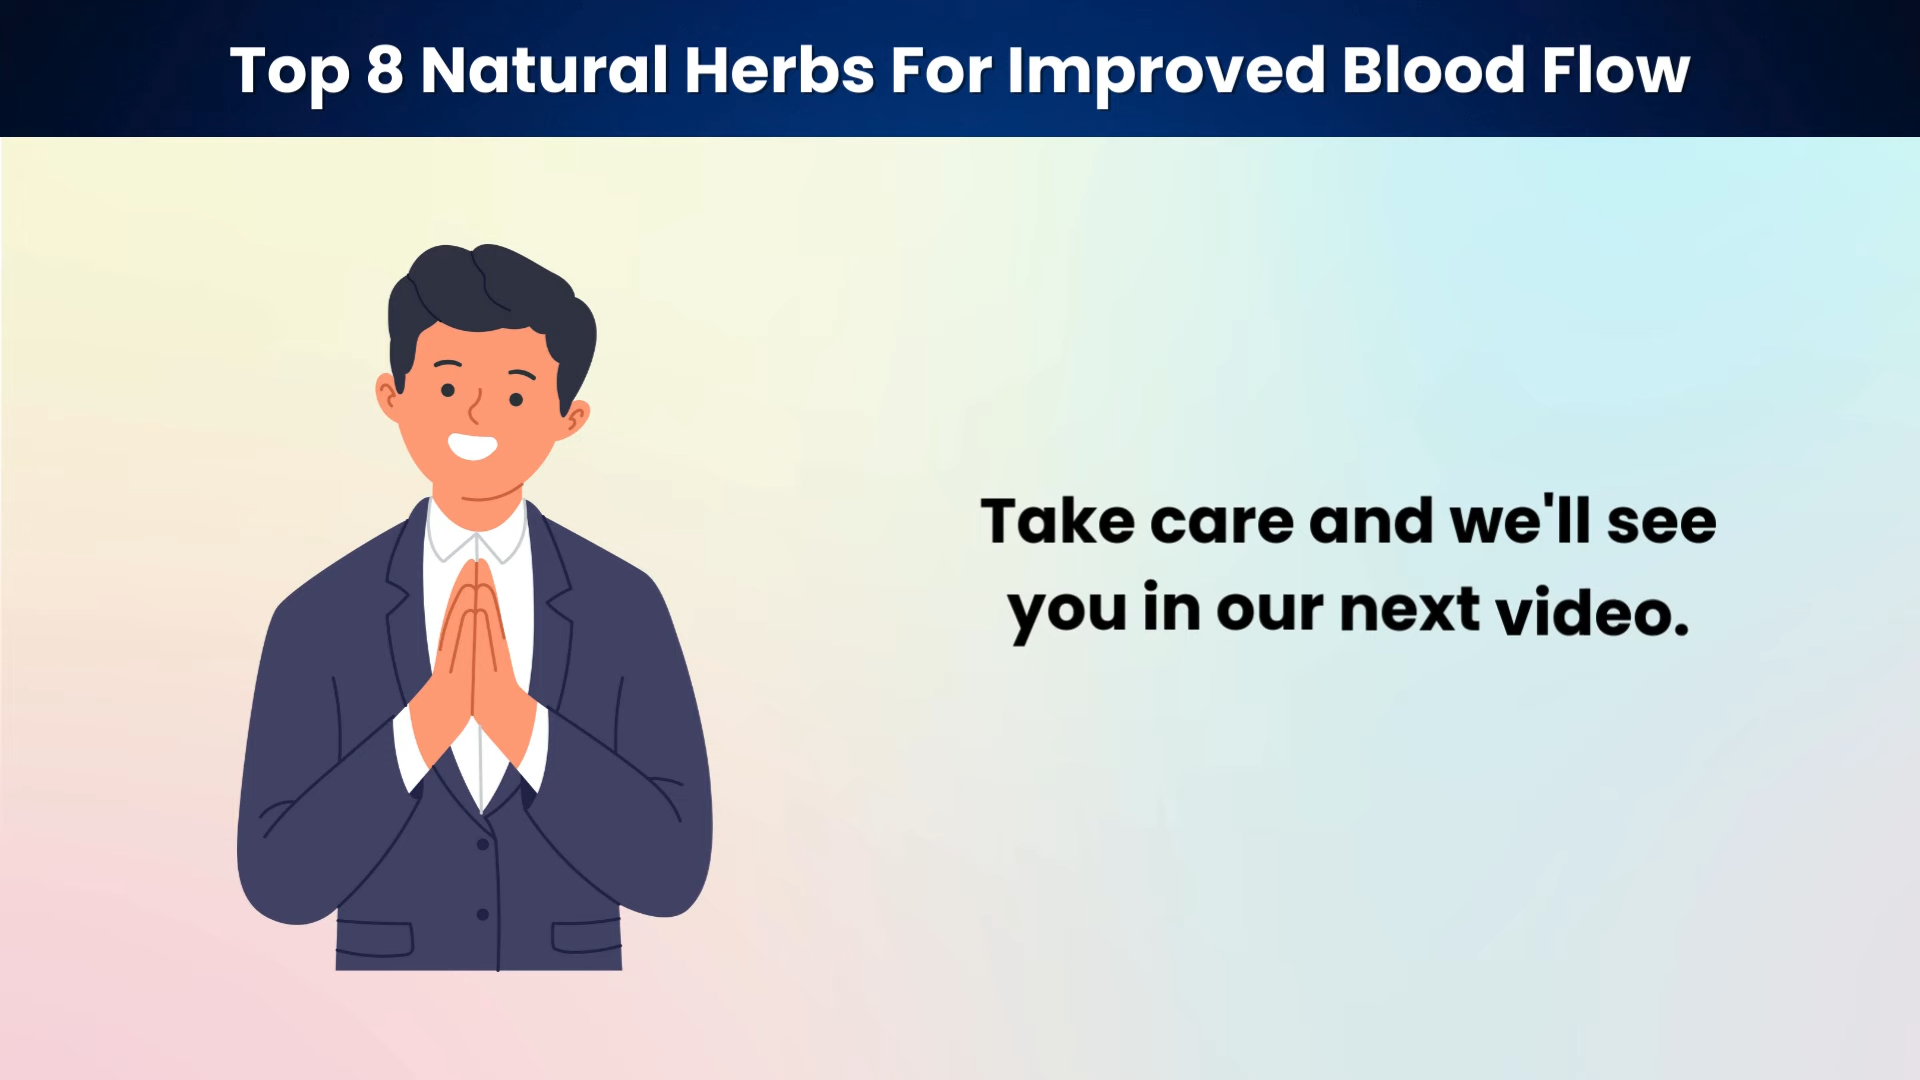 Top 8 Natural Herbs For Improved Blood Flow
Take care and we'll see
you in our next video.